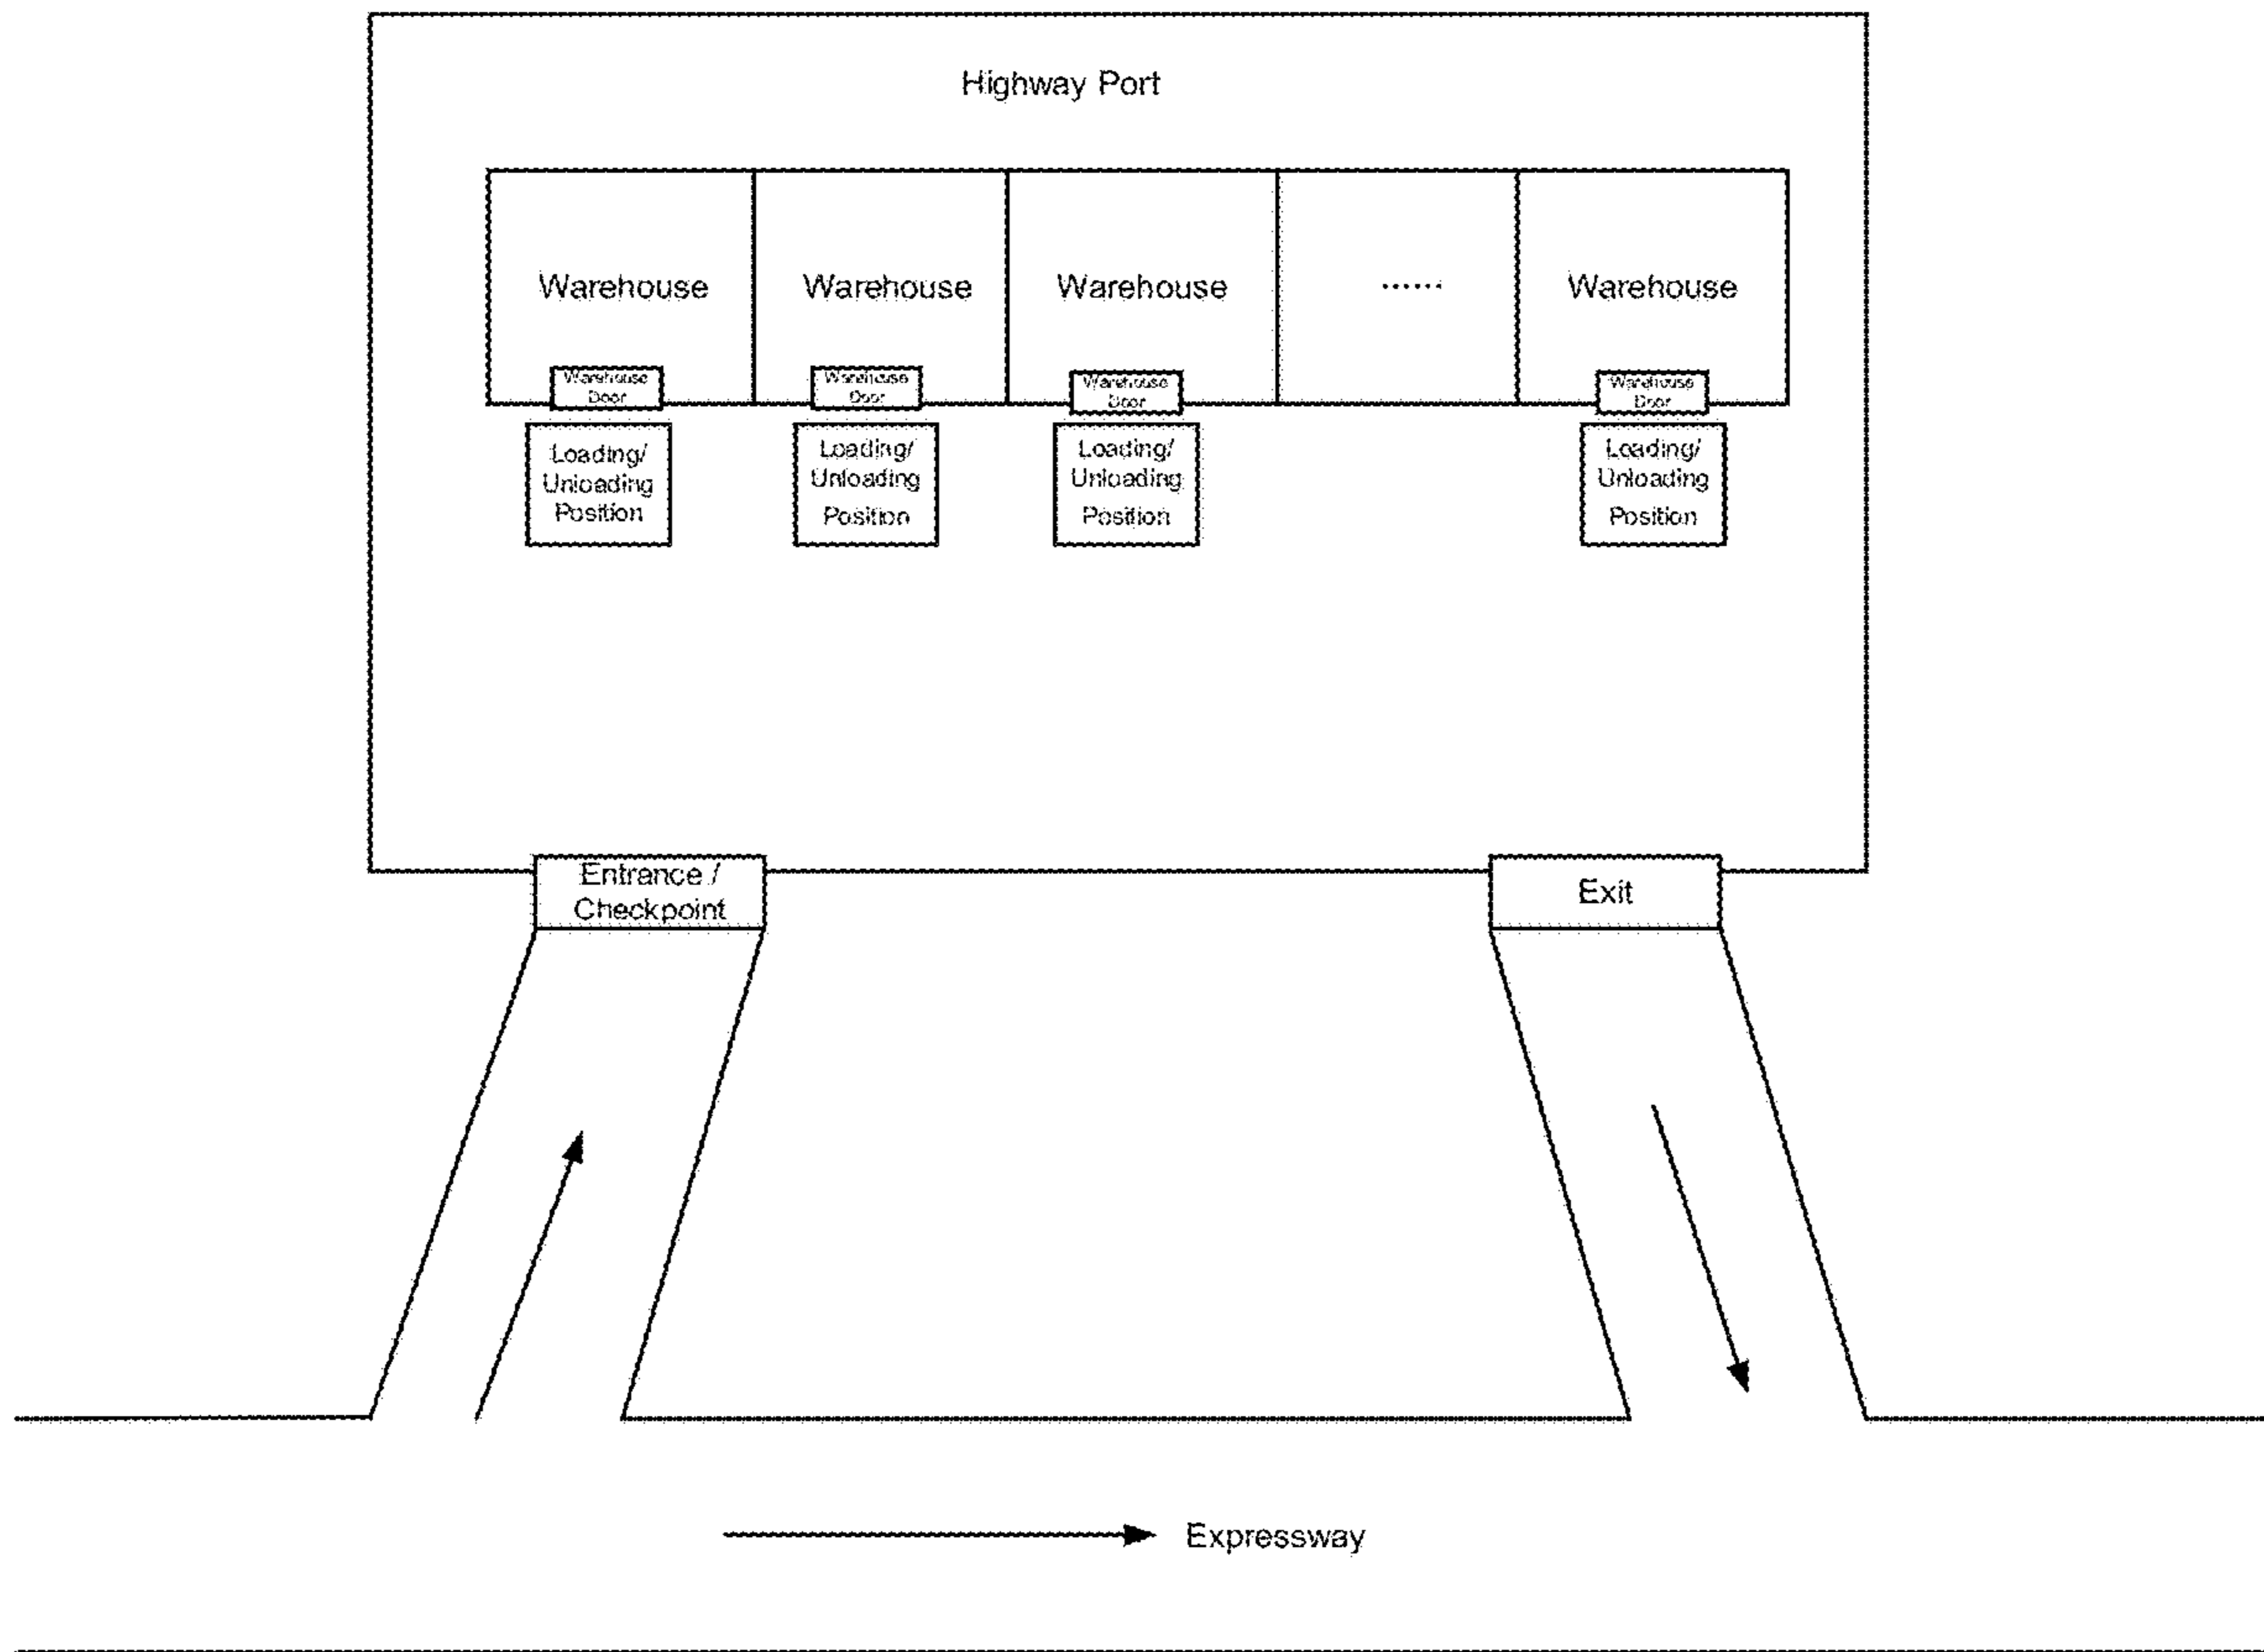 Highway Port
Warehouse
Warehouse
Warehouse
......
Warehouse
Warehouse
Door
Warehouse
Door
Warehouse
Door
Warehouse
Door
Loading/
Unloading
Position
Loading/
Unloading
Position
Loading/
Unloading
Position
Loading/
Unloading
Position
Entrance /
Checkpoint
Exit
Expressway